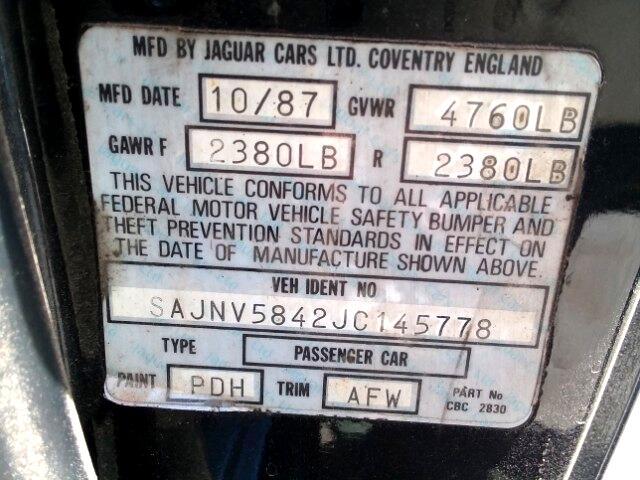 MFD BY JAGUAR CARS LTD. COVENTRY ENGLAND
MFD DATE 10/87 GVWR 4760LB
GAWR F 2380LB R 2380LB
THIS VEHICLE CONFORMS TO ALL APPLICABLE
FEDERAL MOTOR VEHICLE SAFETY BUMPER AND
THEFT PREVENTION STANDARDS IN EFFECT ON
THE DATE OF MANUFACTURE SHOWN ABOVE.
VEH IDENT NO
SAJNV5842JC145778
TYPE PASSENGER CAR
PAINT PDH TRIM AFW PART No
CBC 2830